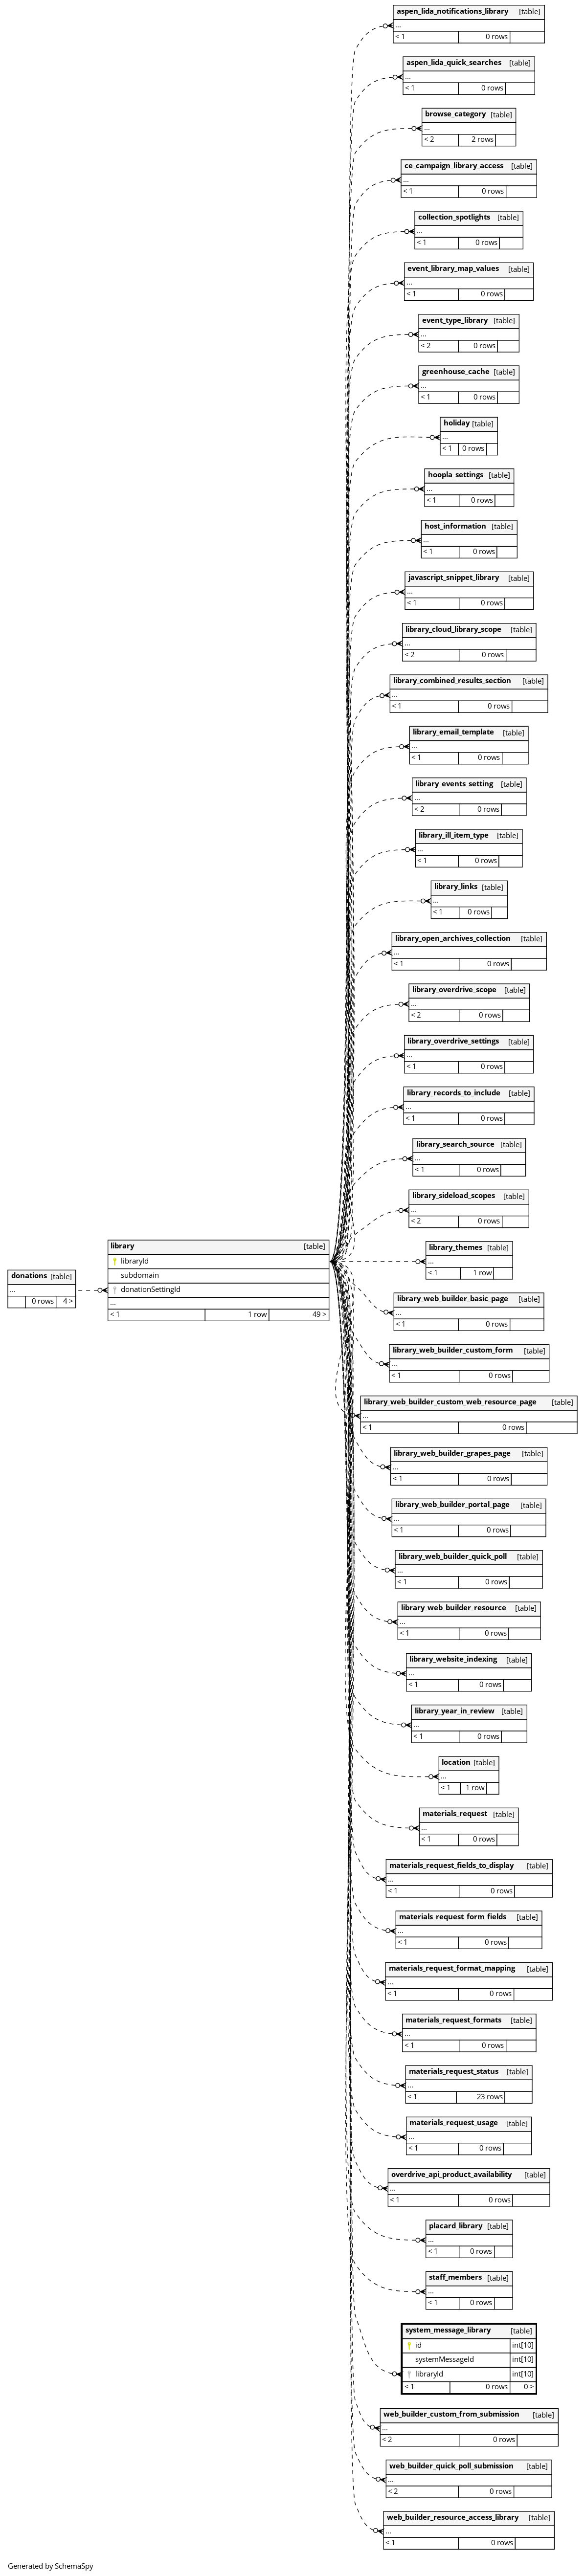 aspen_lida_notifications_library [table]
...
< 1 0 rows
aspen_lida_quick_searches [table]
...
< 1 0 rows
browse_category [table]
...
< 2 2 rows
ce_campaign_library_access [table]
...
< 1 0 rows
collection_spotlights [table]
...
< 1 0 rows
event_library_map_values [table]
...
< 1 0 rows
event_type_library [table]
...
< 2 0 rows
greenhouse_cache [table]
...
< 1 0 rows
holiday [table]
...
< 1 0 rows
hoopla_settings [table]
...
< 1 0 rows
host_information [table]
...
< 1 0 rows
javascript_snippet_library [table]
...
< 1 0 rows
library_cloud_library_scope [table]
...
< 2 0 rows
library_combined_results_section [table]
...
< 1 0 rows
library_email_template [table]
...
< 1 0 rows
library_events_setting [table]
...
< 2 0 rows
library_ill_item_type [table]
...
< 1 0 rows
library_links [table]
...
< 1 0 rows
library_open_archives_collection [table]
...
< 1 0 rows
library_overdrive_scope [table]
...
< 2 0 rows
library_overdrive_settings [table]
...
< 1 0 rows
library_records_to_include [table]
...
< 1 0 rows
library_search_source [table]
...
< 1 0 rows
library_sideload_scopes [table]
...
< 2 0 rows
library [table]
libraryId
subdomain
donationSettingId
...
< 1 1 row 49 >
donations [table]
...
0 rows 4 >
library_themes [table]
...
< 1 1 row
library_web_builder_basic_page [table]
...
< 1 0 rows
library_web_builder_custom_form [table]
...
< 1 0 rows
library_web_builder_custom_web_resource_page [table]
...
< 1 0 rows
library_web_builder_grapes_page [table]
...
< 1 0 rows
library_web_builder_portal_page [table]
...
< 1 0 rows
library_web_builder_quick_poll [table]
...
< 1 0 rows
library_web_builder_resource [table]
...
< 1 0 rows
library_website_indexing [table]
...
< 1 0 rows
library_year_in_review [table]
...
< 1 0 rows
location [table]
...
< 1 1 row
materials_request [table]
...
< 1 0 rows
materials_request_fields_to_display [table]
...
< 1 0 rows
materials_request_form_fields [table]
...
< 1 0 rows
materials_request_format_mapping [table]
...
< 1 0 rows
materials_request_formats [table]
...
< 1 0 rows
materials_request_status [table]
...
< 1 23 rows
materials_request_usage [table]
...
< 1 0 rows
overdrive_api_product_availability [table]
...
< 1 0 rows
placard_library [table]
...
< 1 0 rows
staff_members [table]
...
< 1 0 rows
system_message_library [table]
id int[10]
systemMessageId int[10]
libraryId int[10]
< 1 0 rows 0 >
web_builder_custom_from_submission [table]
...
< 2 0 rows
web_builder_quick_poll_submission [table]
...
< 2 0 rows
web_builder_resource_access_library [table]
...
< 1 0 rows
Generated by SchemaSpy